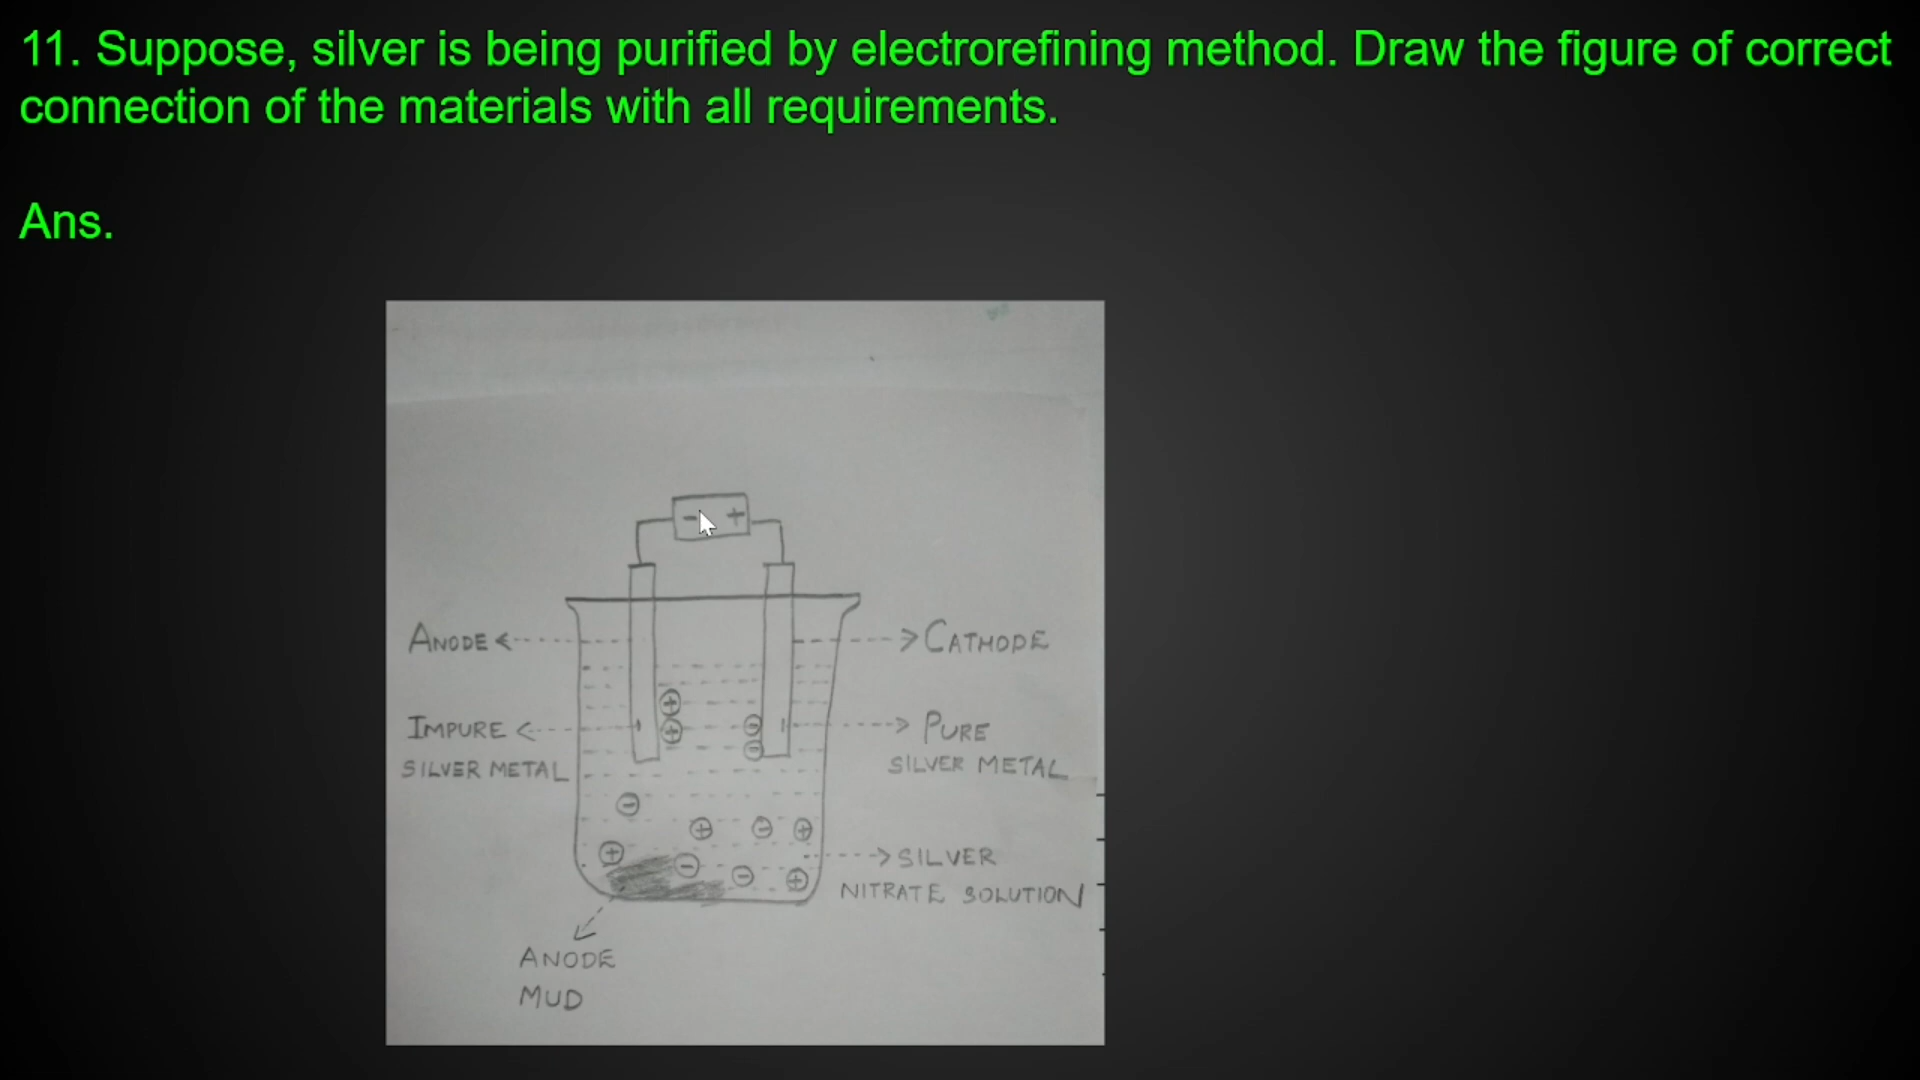 11. Suppose, silver is being purified by electrorefining method. Draw the figure of correct
connection of the materials with all requirements.
Ans.
- +
ANODE
CATHODE
IMPURE
SILVER METAL
PURE
SILVER METAL
SILVER
NITRATE SOLUTION
ANODE
MUD